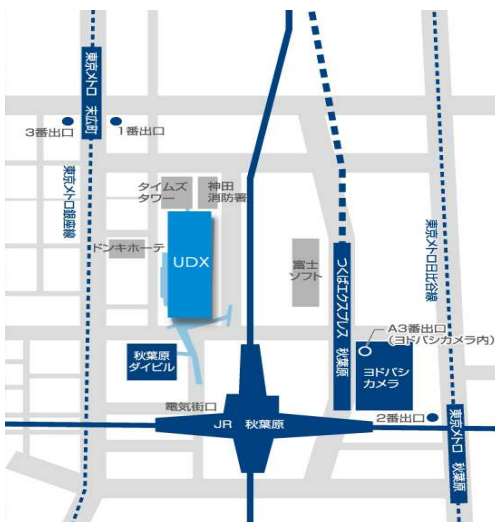 東京メトロ 末広町
3番出口
1番出口
東京メトロ銀座線
タイムズ
タワー
神田
消防署
ドンキホーテ
UDX
富士
ソフト
つくばエクスプレス 秋葉原
東京メトロ日比谷線
A3番出口
(ヨドバシカメラ内)
秋葉原
ダイビル
ヨドバシ
カメラ
電気街口
JR 秋葉原
2番出口
東京メトロ 秋葉原